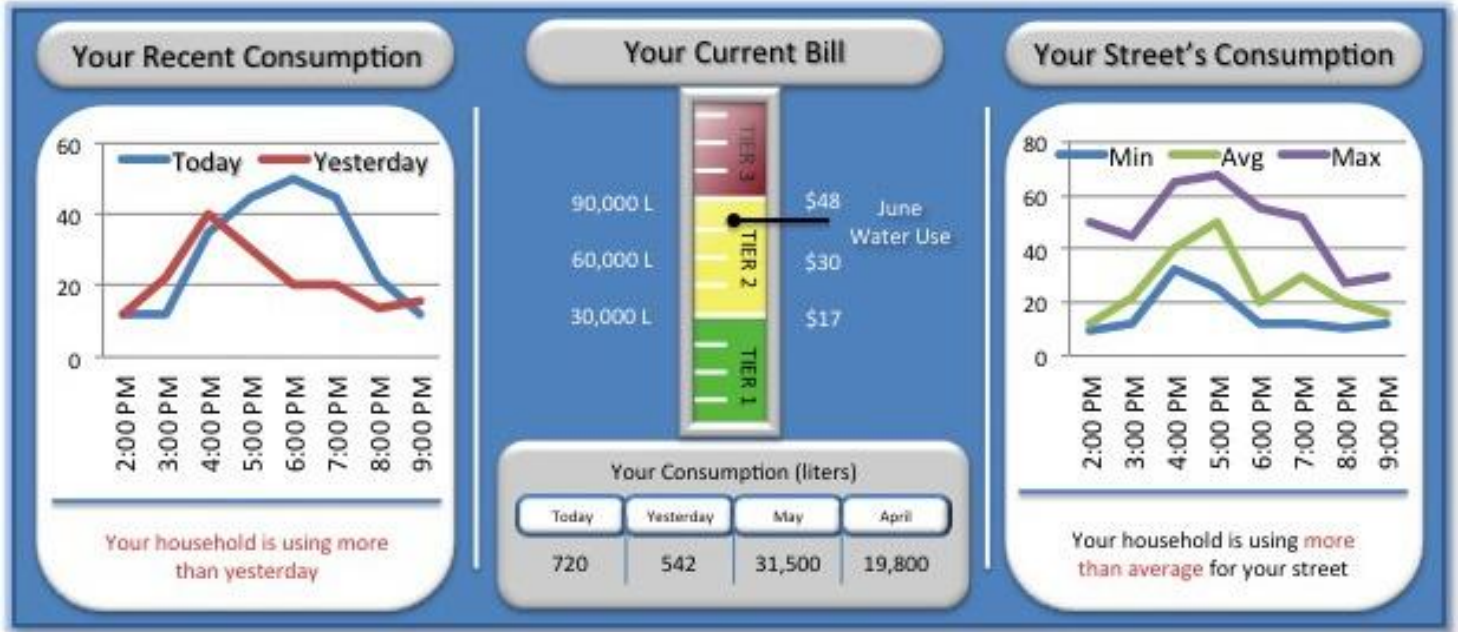 Your Recent Consumption
60
40
20
0
Today
Yesterday
2:00 PM
3:00 PM
4:00 PM
5:00 PM
6:00 PM
7:00 PM
8:00 PM
9:00 PM
Your household is using more
than yesterday
Your Current Bill
TIER 3
TIER 2
TIER 1
90,000 L
60,000 L
30,000 L
$48
$30
$17
June
Water Use
Your Consumption (liters)
Today Yesterday May April
720 542 31,500 19,800
Your Street's Consumption
80
60
40
20
0
Min
Avg
Max
2:00 PM
3:00 PM
4:00 PM
5:00 PM
6:00 PM
7:00 PM
8:00 PM
9:00 PM
Your household is using more
than average for your street